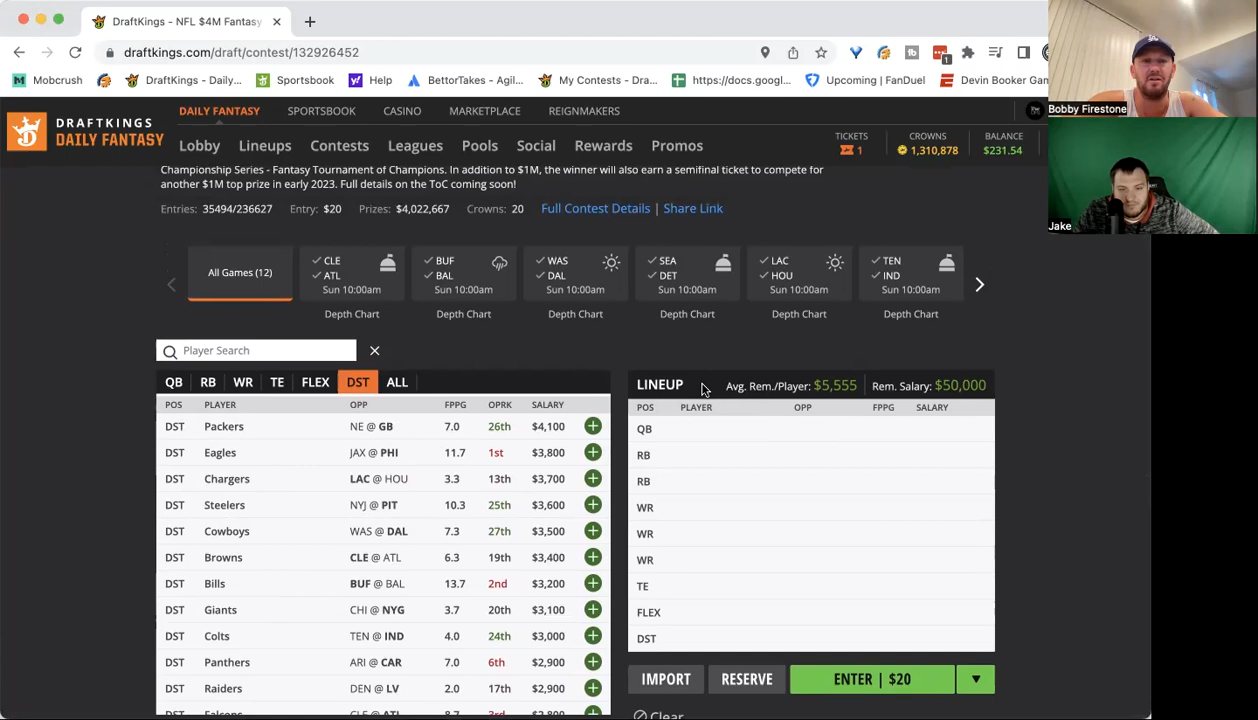 DraftKings - NFL $4M Fantasy
draftkings.com/draft/contest/132926452
Mobcrush
DraftKings - Daily...
Sportsbook
Help
BettorTakes - Agil...
My Contests - Dra...
https://docs.googl...
Upcoming | FanDuel
Devin Booker Gam
Bobby Firestone
Jake
DRAFTKINGS
DAILY FANTASY
DAILY FANTASY SPORTSBOOK CASINO MARKETPLACE REIGNMAKERS
Lobby Lineups Contests Leagues Pools Social Rewards Promos
TICKETS CROWNS BALANCE
1 1,310,878 $231.54
Championship Series - Fantasy Tournament of Champions. In addition to $1M, the winner will also earn a semifinal ticket to compete for
another $1M top prize in early 2023. Full details on the ToC coming soon!
Entries: 35494/236627 Entry: $20 Prizes: $4,022,667 Crowns: 20 Full Contest Details | Share Link
All Games (12)
CLE
ATL
Sun 10:00am
Depth Chart
BUF
BAL
Sun 10:00am
Depth Chart
WAS
DAL
Sun 10:00am
Depth Chart
SEA
DET
Sun 10:00am
Depth Chart
LAC
HOU
Sun 10:00am
Depth Chart
TEN
IND
Sun 10:00am
Depth Chart
Player Search
QB RB WR TE FLEX DST ALL
POS PLAYER OPP FPPG OPRK SALARY
DST Packers NE @ GB 7.0 26th $4,100
DST Eagles JAX @ PHI 11.7 1st $3,800
DST Chargers LAC @ HOU 3.3 13th $3,700
DST Steelers NYJ @ PIT 10.3 25th $3,600
DST Cowboys WAS @ DAL 7.3 27th $3,500
DST Browns CLE @ ATL 6.3 19th $3,400
DST Bills BUF @ BAL 13.7 2nd $3,200
DST Giants CHI @ NYG 3.7 20th $3,100
DST Colts TEN @ IND 4.0 24th $3,000
DST Panthers ARI @ CAR 7.0 6th $2,900
DST Raiders DEN @ LV 2.0 17th $2,900
LINEUP Avg. Rem./Player: $5,555 Rem. Salary: $50,000
POS PLAYER OPP FPPG SALARY
QB
RB
RB
WR
WR
WR
TE
FLEX
DST
IMPORT RESERVE ENTER | $20
Clear